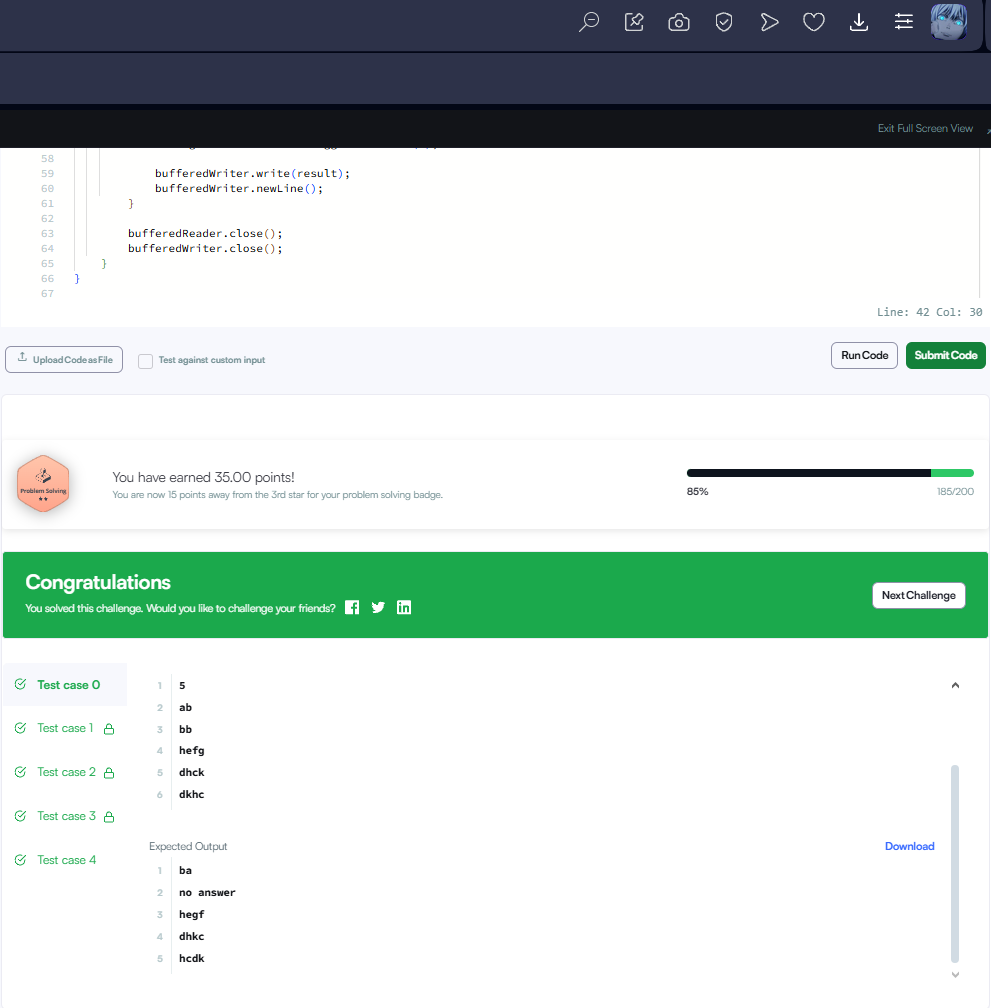 Exit Full Screen View
58
59 bufferedWriter.write(result);
60 bufferedWriter.newLine();
61 }
62
63 bufferedReader.close();
64 bufferedWriter.close();
65 }
66 }
67
Line: 42 Col: 30
Upload Code as File
Test against custom input
Run Code
Submit Code
Problem Solving
You have earned 35.00 points!
You are now 15 points away from the 3rd star for your problem solving badge.
85%
185/200
Congratulations
You solved this challenge. Would you like to challenge your friends?
Next Challenge
Test case 0
Test case 1
Test case 2
Test case 3
Test case 4
1 5
2 ab
3 bb
4 hefg
5 dhck
6 dkhc
Expected Output
Download
1 ba
2 no answer
3 hegf
4 dhkc
5 hcdk